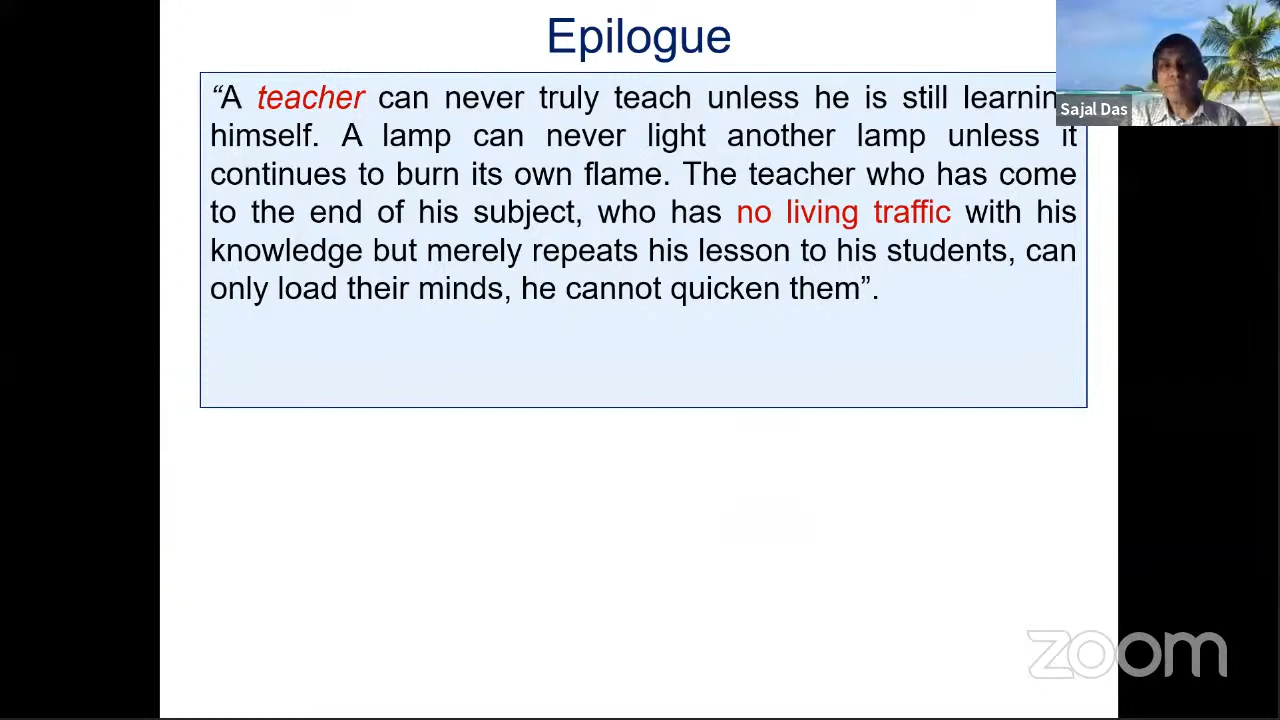 Epilogue
“A teacher can never truly teach unless he is still learnin
himself. A lamp can never light another lamp unless it
continues to burn its own flame. The teacher who has come
to the end of his subject, who has no living traffic with his
knowledge but merely repeats his lesson to his students, can
only load their minds, he cannot quicken them”.
Sajal Das
zoom